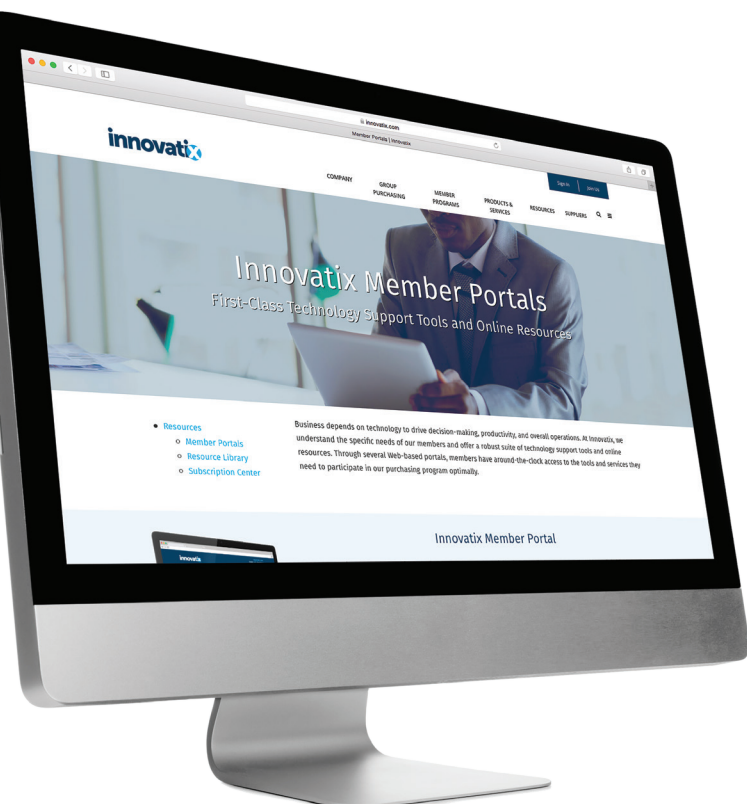 innovatix.com
Member Portals | Innovatix
innovatix
Sign In | Join Us
COMPANY
GROUP
PURCHASING
MEMBER
PROGRAMS
PRODUCTS &
SERVICES
RESOURCES
SUPPLIERS
Innovatix Member Portals
First-Class Technology Support Tools and Online Resources
Resources
Member Portals
Resource Library
Subscription Center
Business depends on technology to drive decision-making, productivity, and overall operations. At Innovatix, we
understand the specific needs of our members and offer a robust suite of technology support tools and online
resources. Through several Web-based portals, members have around-the-clock access to the tools and services they
need to participate in our purchasing program optimally.
Innovatix Member Portal
innovatix